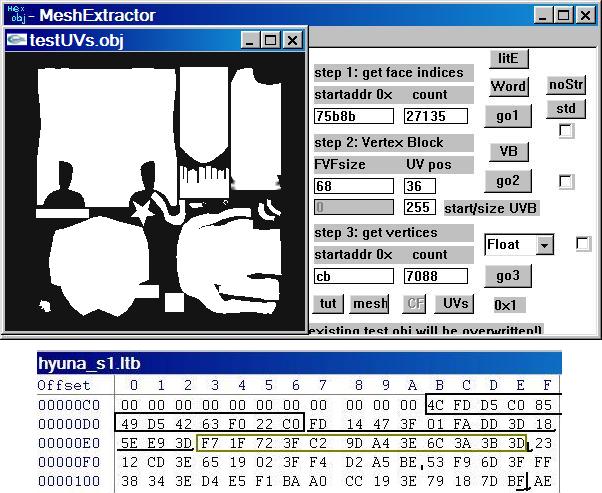 Hex
obj - MeshExtractor
testUVs.obj
litE
step 1: get face indices
Word noStr
startaddr 0x count
std
75b8b 27135 go1
step 2: Vertex Block
VB
FVFsize UV pos
68 36 go2
0 255 start/size UVB
step 3: get vertices
Float
startaddr 0x count
cb 7088 go3
tut mesh CF UVs 0x1
existing test obj will be overwritten!)
hyuna_s1.ltb
Offset 0 1 2 3 4 5 6 7 8 9 A B C D E F
000000C0 00 00 00 00 00 00 00 00 00 00 00 4C FD D5 C0 85
000000D0 49 D5 42 63 F0 22 C0 FD 14 47 3F 01 FA DD 3D 18
000000E0 5E E9 3D F7 1F 72 3F C2 9D A4 3E 6C 3A 3B 3D 23
000000F0 12 CD 3E 65 19 02 3F F4 D2 A5 BE 53 F9 6D 3F FF
00000100 38 34 3E D4 E5 F1 BA A0 CC 19 3E 79 18 7D BF AE